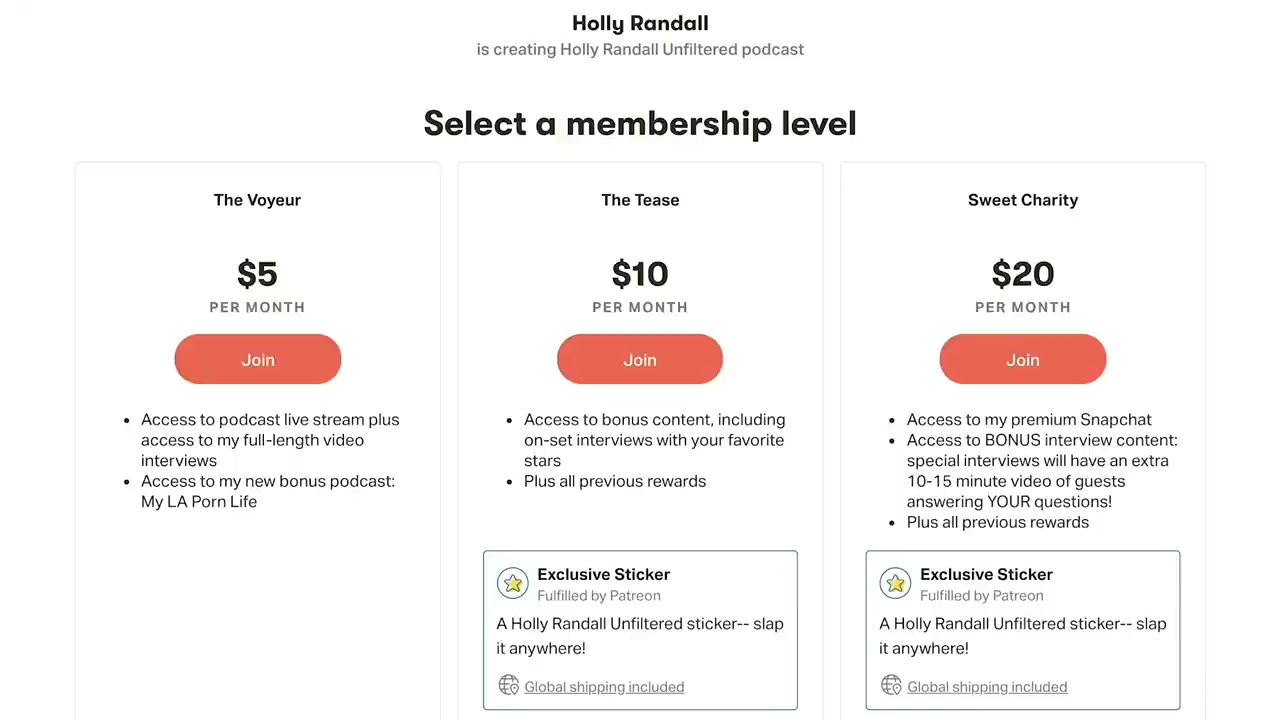 Holly Randall
is creating Holly Randall Unfiltered podcast
Select a membership level
The Voyeur
$5
PER MONTH
Join
Access to podcast live stream plus
access to my full-length video
interviews
Access to my new bonus podcast:
My LA Porn Life
The Tease
$10
PER MONTH
Join
Access to bonus content, including
on-set interviews with your favorite
stars
Plus all previous rewards
Exclusive Sticker
Fulfilled by Patreon
A Holly Randall Unfiltered sticker-- slap
it anywhere!
Global shipping included
Sweet Charity
$20
PER MONTH
Join
Access to my premium Snapchat
Access to BONUS interview content:
special interviews will have an extra
10-15 minute video of guests
answering YOUR questions!
Plus all previous rewards
Exclusive Sticker
Fulfilled by Patreon
A Holly Randall Unfiltered sticker-- slap
it anywhere!
Global shipping included